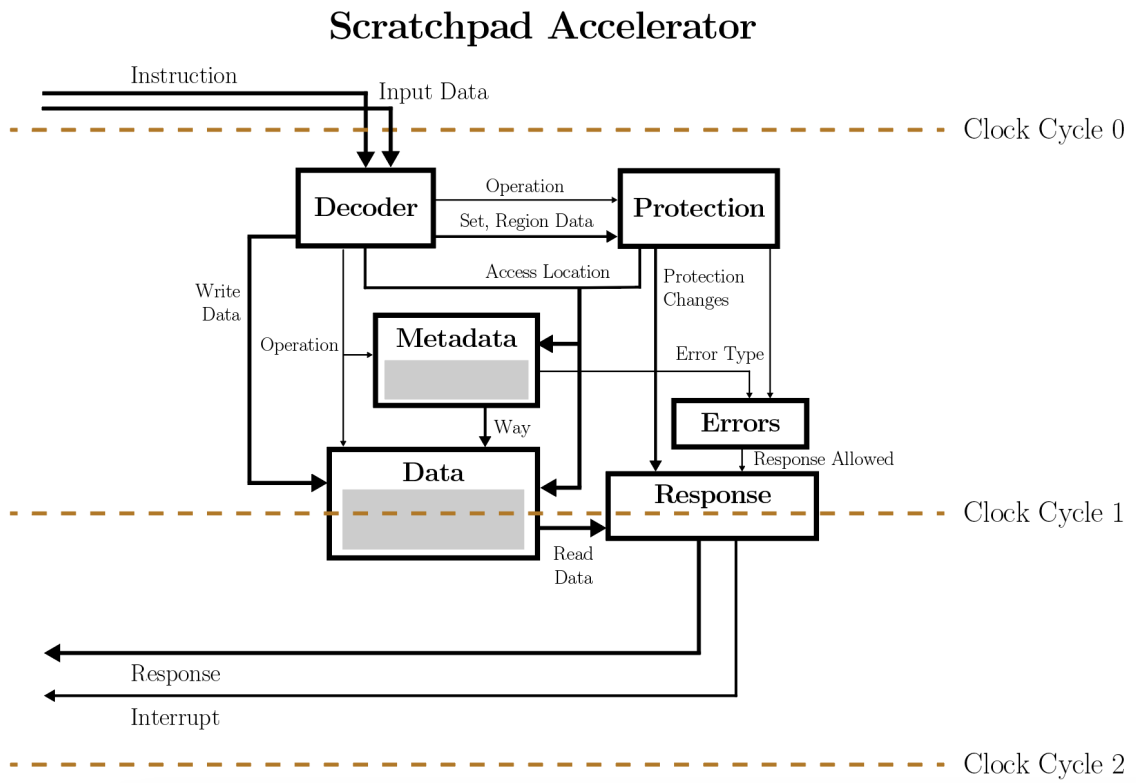 Scratchpad Accelerator
Instruction
Input Data
Clock Cycle 0
Decoder
Operation
Protection
Set, Region Data
Access Location
Protection
Changes
Write
Data
Operation
Metadata
Error Type
Way
Errors
Response Allowed
Data
Response
Clock Cycle 1
Read
Data
Response
Interrupt
Clock Cycle 2